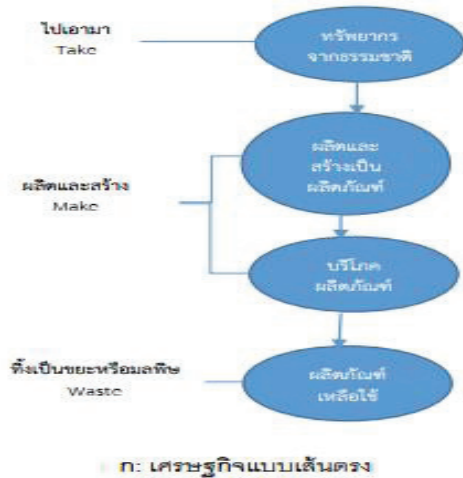 ไปเอามา
Take
ทรัพยากร
จากธรรมชาติ
ผลิตและสร้าง
Make
ผลิตและ
สร้างเป็น
ผลิตภัณฑ์
บริโภค
ผลิตภัณฑ์
ทิ้งเป็นขยะหรือมลพิษ
Waste
ผลิตภัณฑ์
เหลือใช้
ก: เศรษฐกิจแบบเส้นตรง